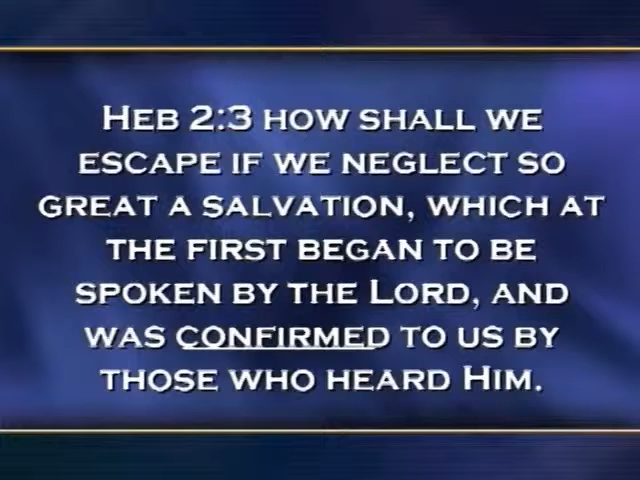 HEB 2:3 HOW SHALL WE
ESCAPE IF WE NEGLECT SO
GREAT A SALVATION, WHICH AT
THE FIRST BEGAN TO BE
SPOKEN BY THE LORD, AND
WAS CONFIRMED TO US BY
THOSE WHO HEARD HIM.